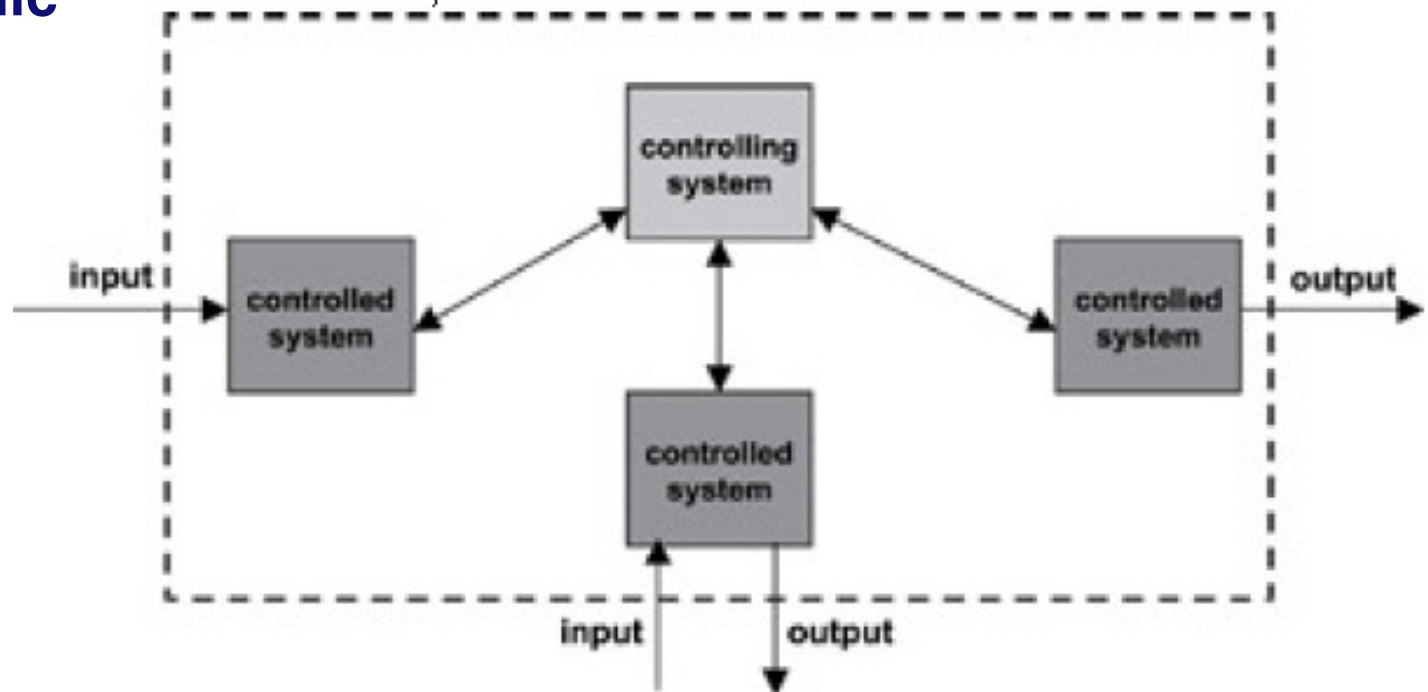 controlling
system
input
controlled
system
controlled
system
output
controlled
system
input
output